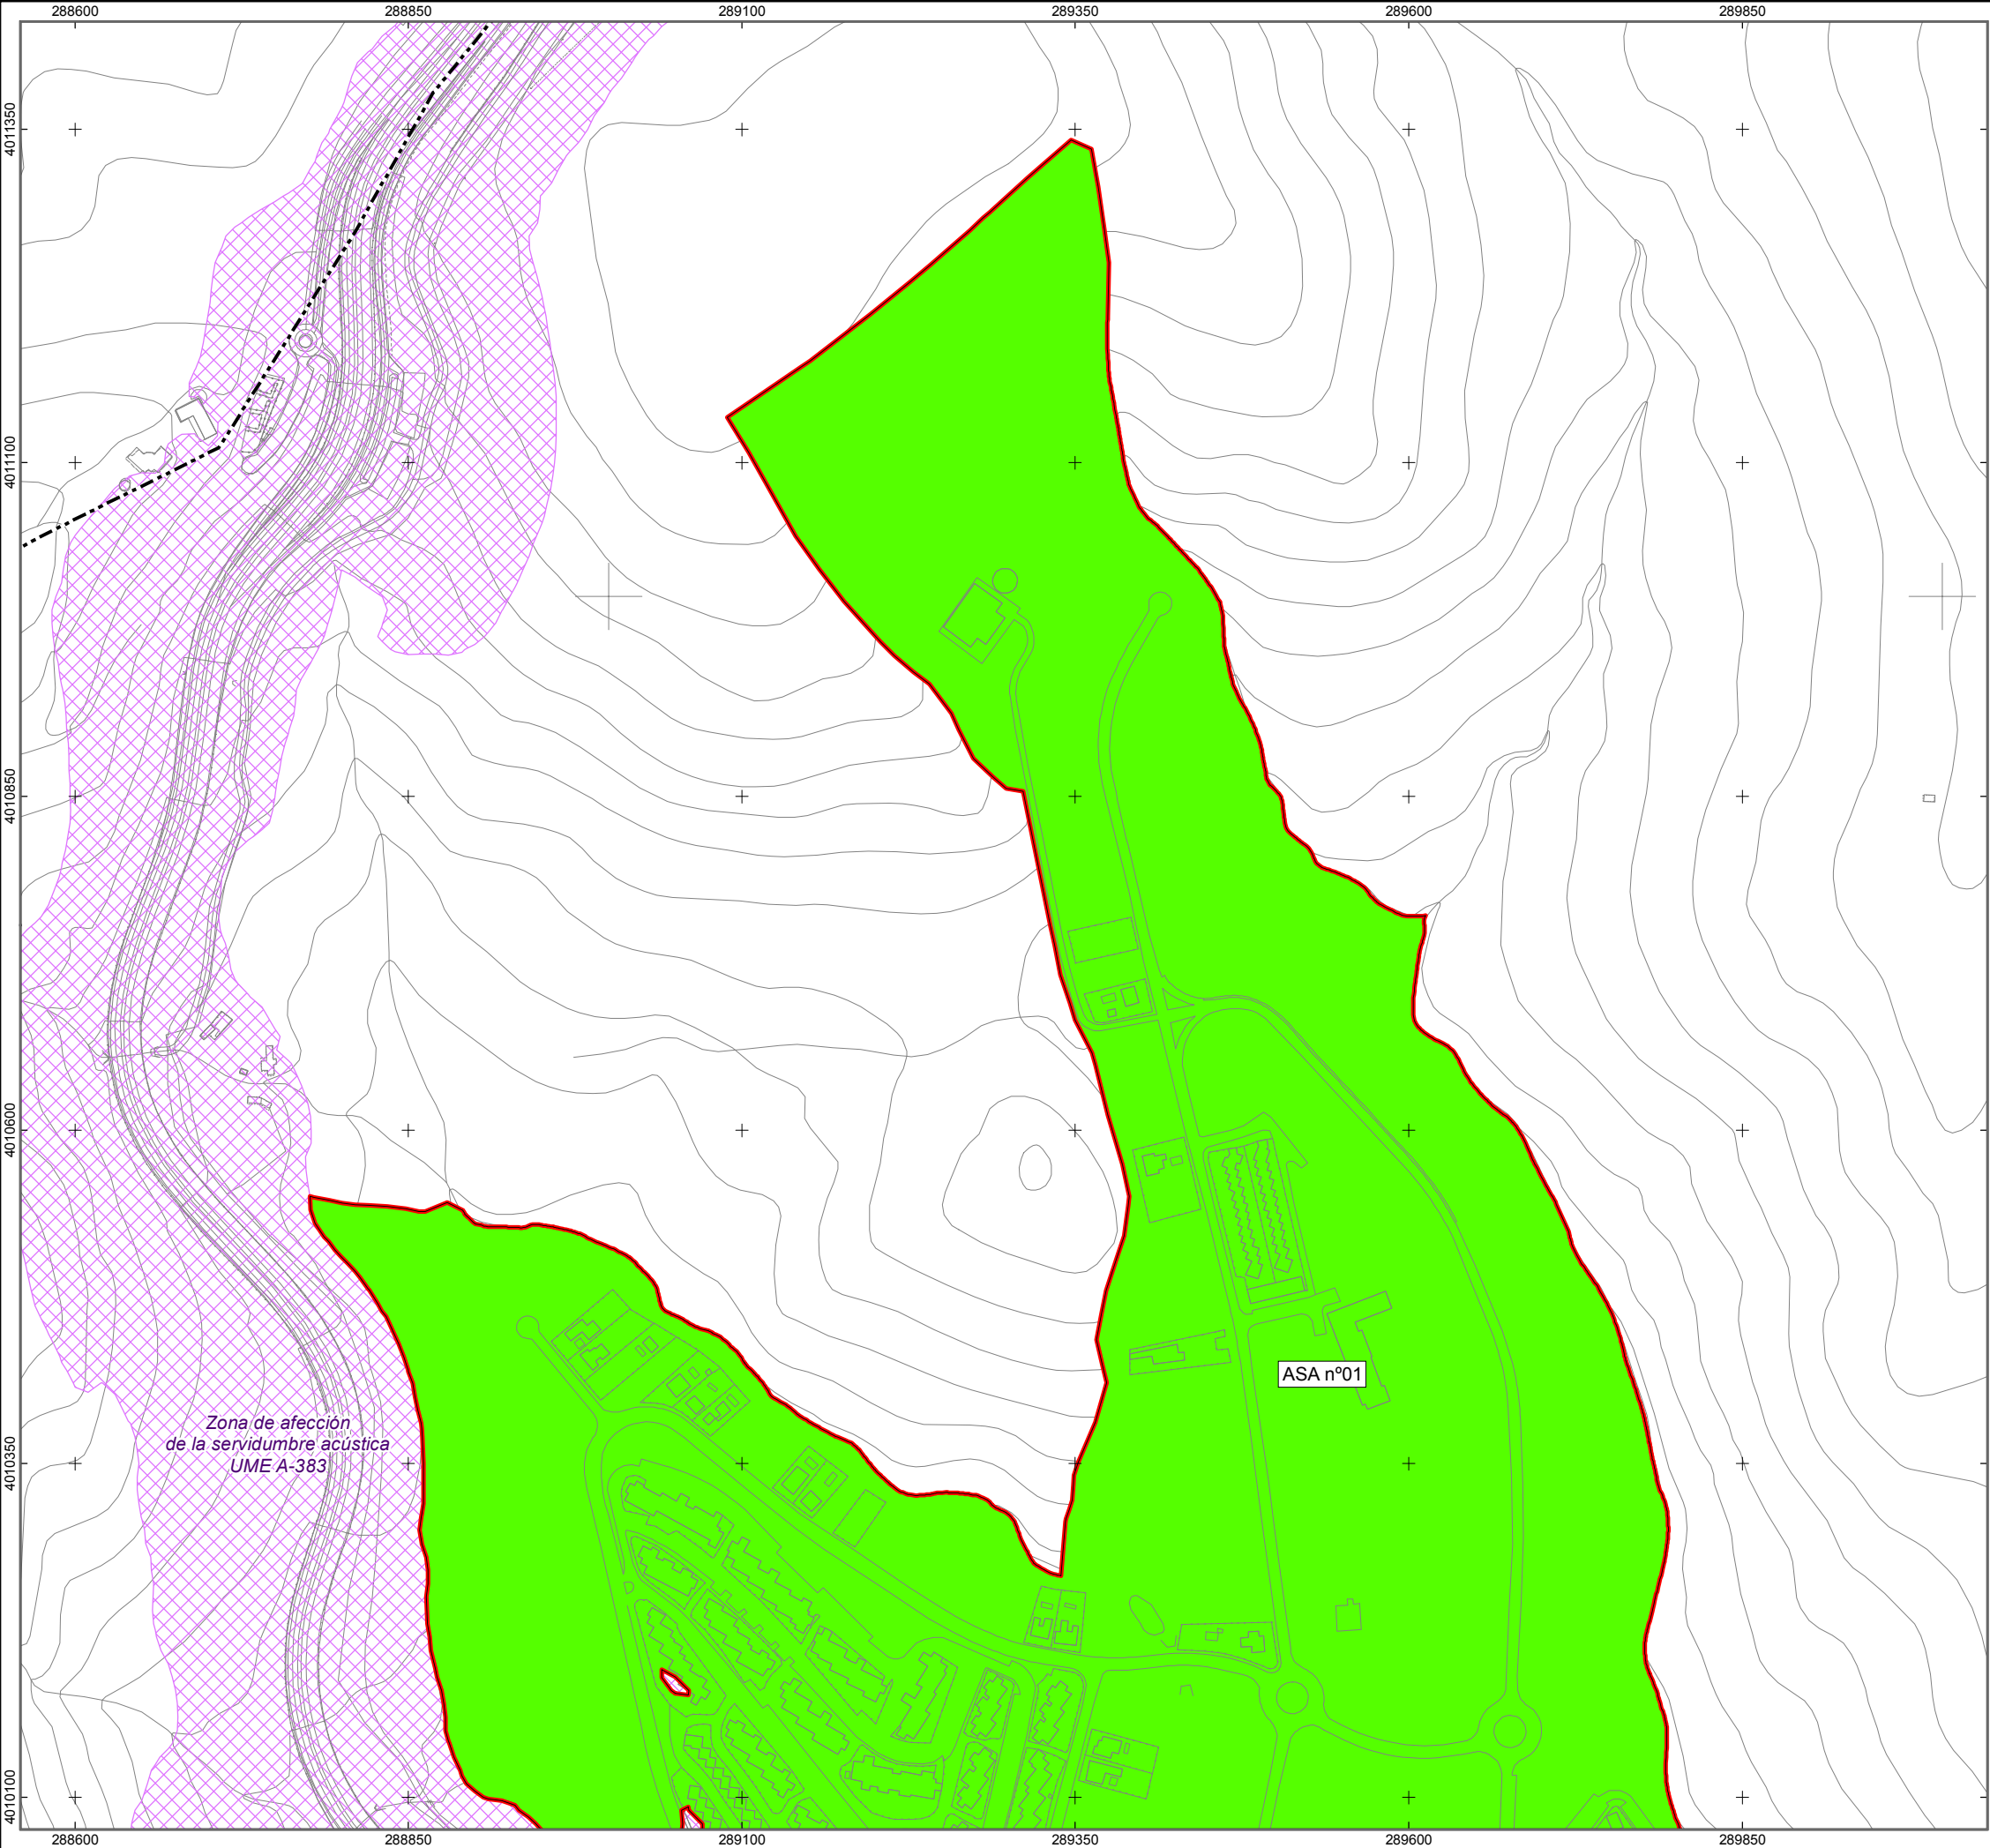 288600 288850 289100 289350 289600 289850
4011350
4011100
4010850
4010600
4010350
4010100
ASA nº01
Zona de afección
de la servidumbre acústica
UME A-383
288600 288850 289100 289350 289600 289850